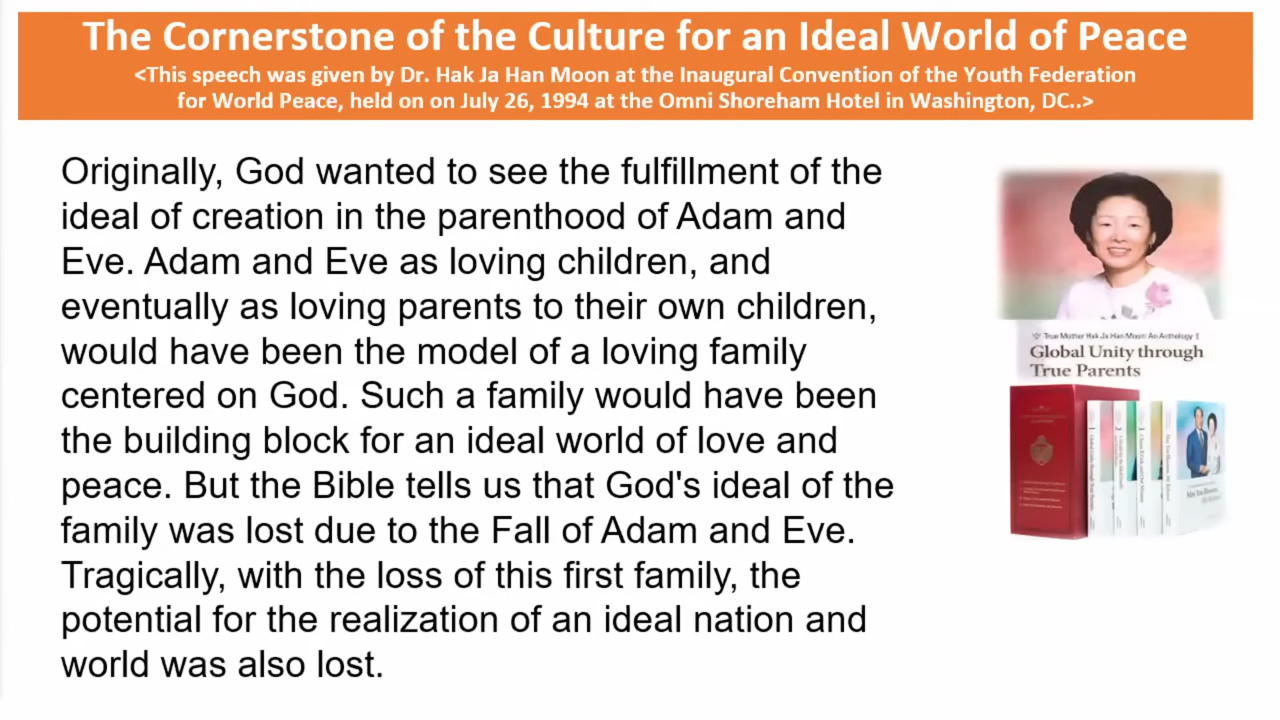 The Cornerstone of the Culture for an Ideal World of Peace
<This speech was given by Dr. Hak Ja Han Moon at the Inaugural Convention of the Youth Federation
for World Peace, held on on July 26, 1994 at the Omni Shoreham Hotel in Washington, DC..>
Originally, God wanted to see the fulfillment of the
ideal of creation in the parenthood of Adam and
Eve. Adam and Eve as loving children, and
eventually as loving parents to their own children,
would have been the model of a loving family
centered on God. Such a family would have been
the building block for an ideal world of love and
peace. But the Bible tells us that God's ideal of the
family was lost due to the Fall of Adam and Eve.
Tragically, with the loss of this first family, the
potential for the realization of an ideal nation and
world was also lost.
True Mother Hak Ja Han Moon: An Anthology 1
Global Unity through
True Parents